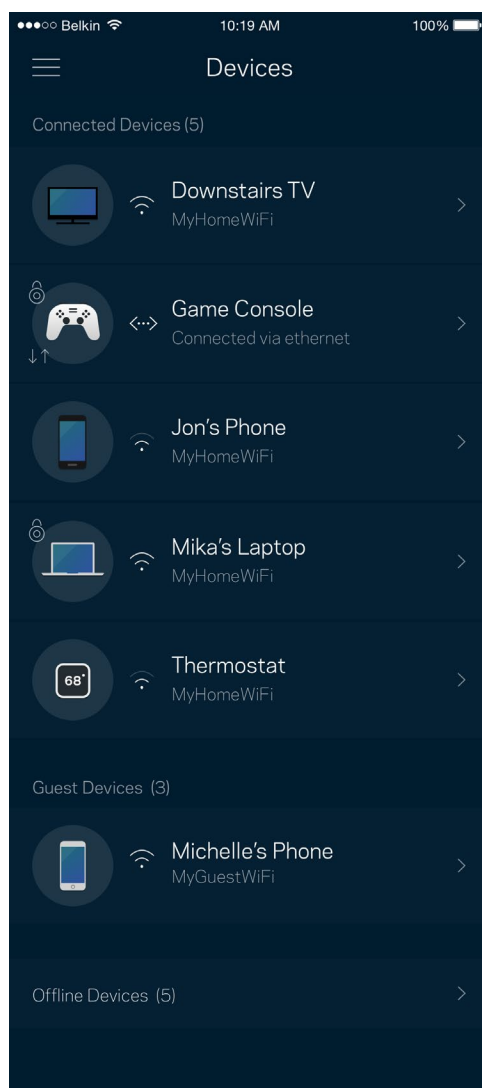 Belkin 10:19 AM 100%
Devices
Connected Devices (5)
Downstairs TV
MyHomeWiFi
Game Console
Connected via ethernet
Jon's Phone
MyHomeWiFi
Mika's Laptop
MyHomeWiFi
68°
Thermostat
MyHomeWiFi
Guest Devices (3)
Michelle's Phone
MyGuestWiFi
Offline Devices (5)